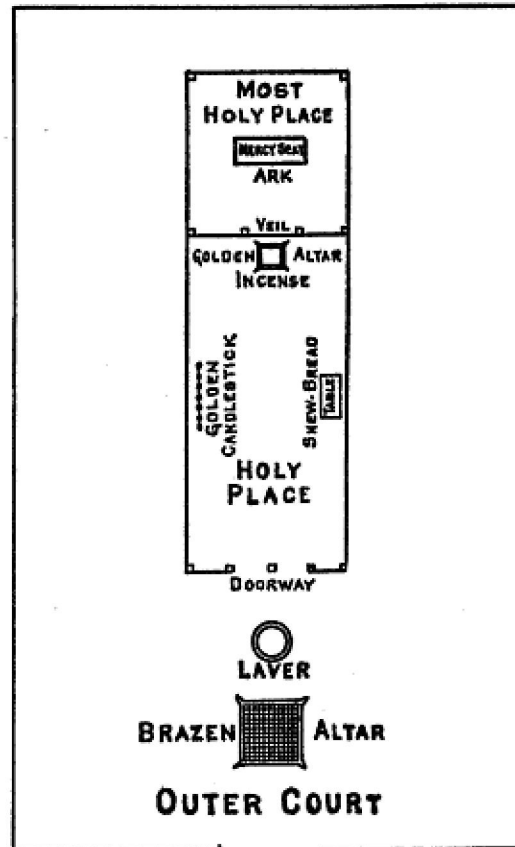 MOST
HOLY PLACE
MERCY SEAT
ARK
VEIL
GOLDEN ALTAR
INCENSE
GOLDEN
CANDLESTICK
SHEW-BREAD
TABLE
HOLY
PLACE
DOORWAY
LAVER
BRAZEN ALTAR
OUTER COURT